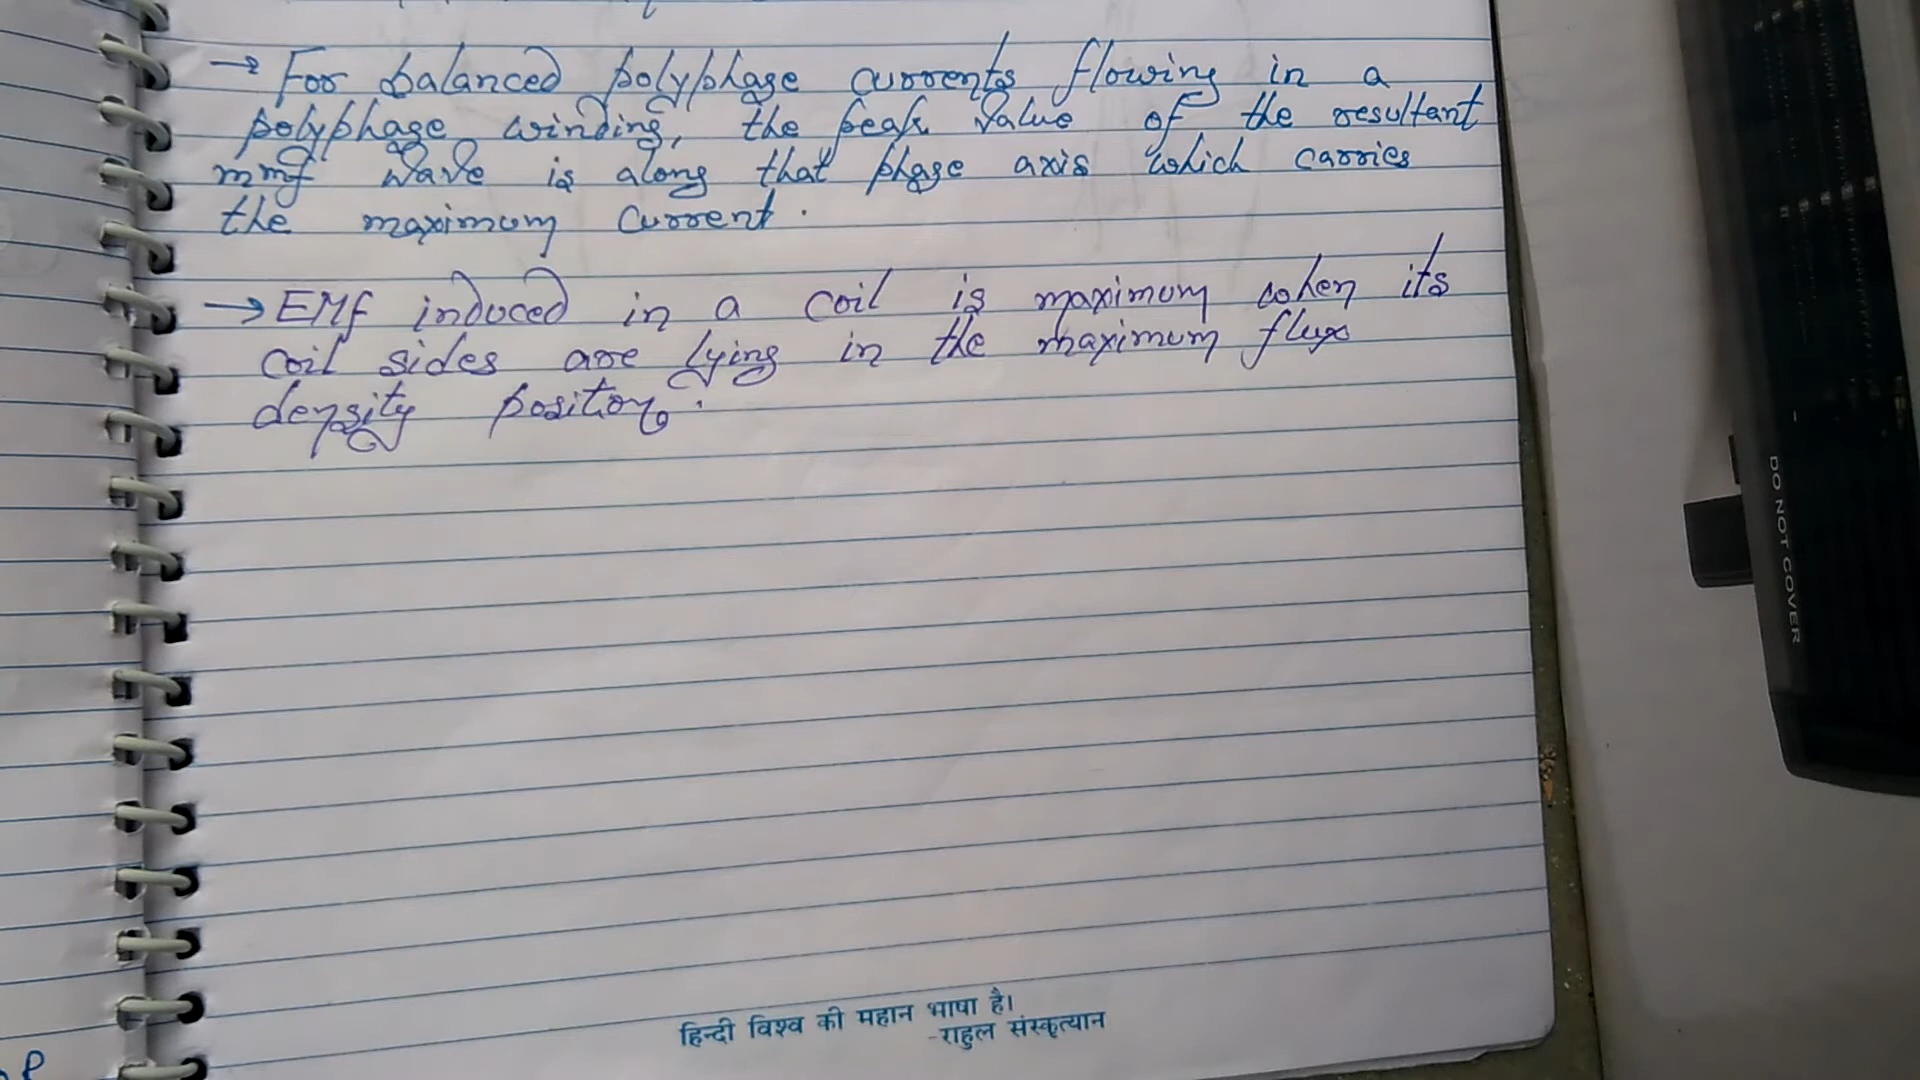 → For balanced polyphase currents flowing in a
polyphase winding, the peak value of the resultant
mmf wave is along that phase axis which carries
the maximum current.
→ EMf induced in a coil is maximum when its
coil sides are lying in the maximum flux
density position.
हिन्दी विश्व की महान भाषा है।
-राहुल संस्कृत्यान
DO NOT COVER